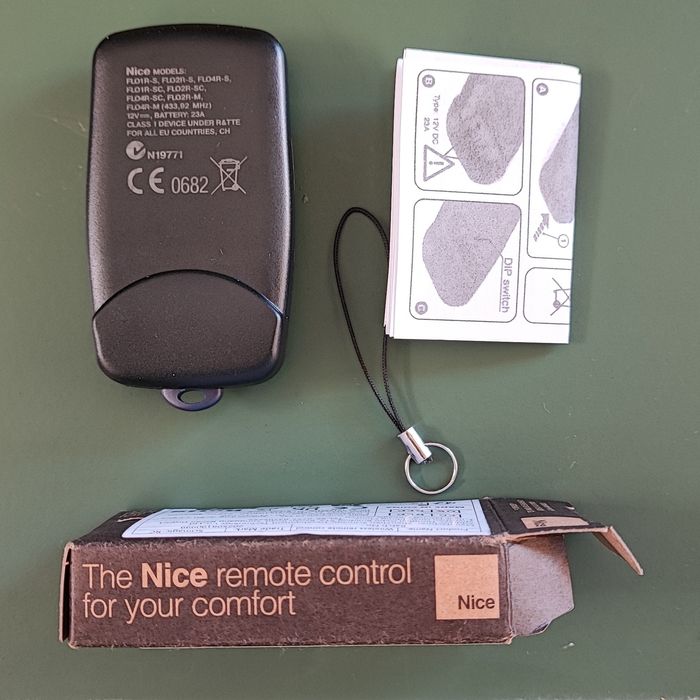 Nice MODELS:
FLO1R-S, FLO2R-S, FLO4R-S,
FLO1R-SC, FLO2R-SC,
FLO4R-SC, FLO2R-M,
FLO4R-M (433,92 MHz)
12V⎓, BATTERY: 23A
CLASS 1 DEVICE UNDER R&TTE
FOR ALL EU COUNTRIES, CH
N19771
CE 0682
A
B
Type 12V DC
23A
1
C
DIP switch
The Nice remote control
for your comfort
Nice